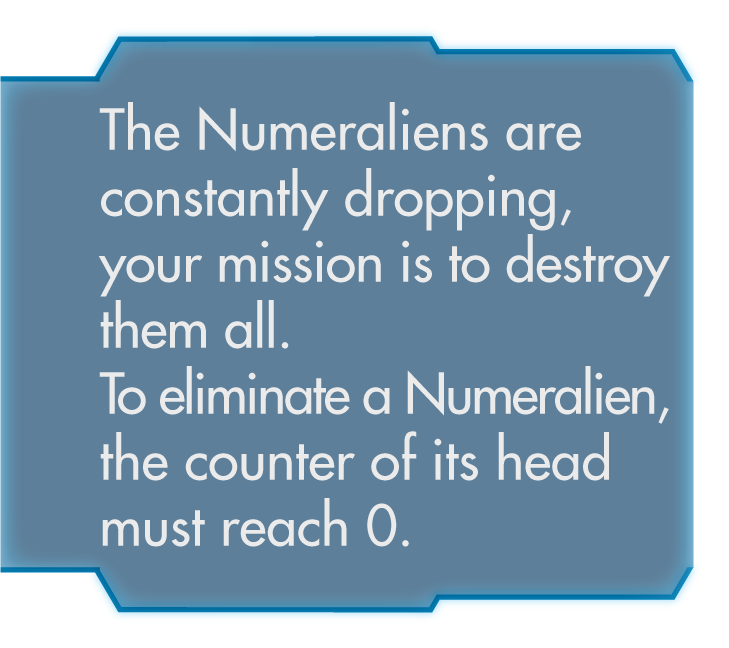 The Numeraliens are
constantly dropping,
your mission is to destroy
them all.
To eliminate a Numeralien,
the counter of its head
must reach 0.